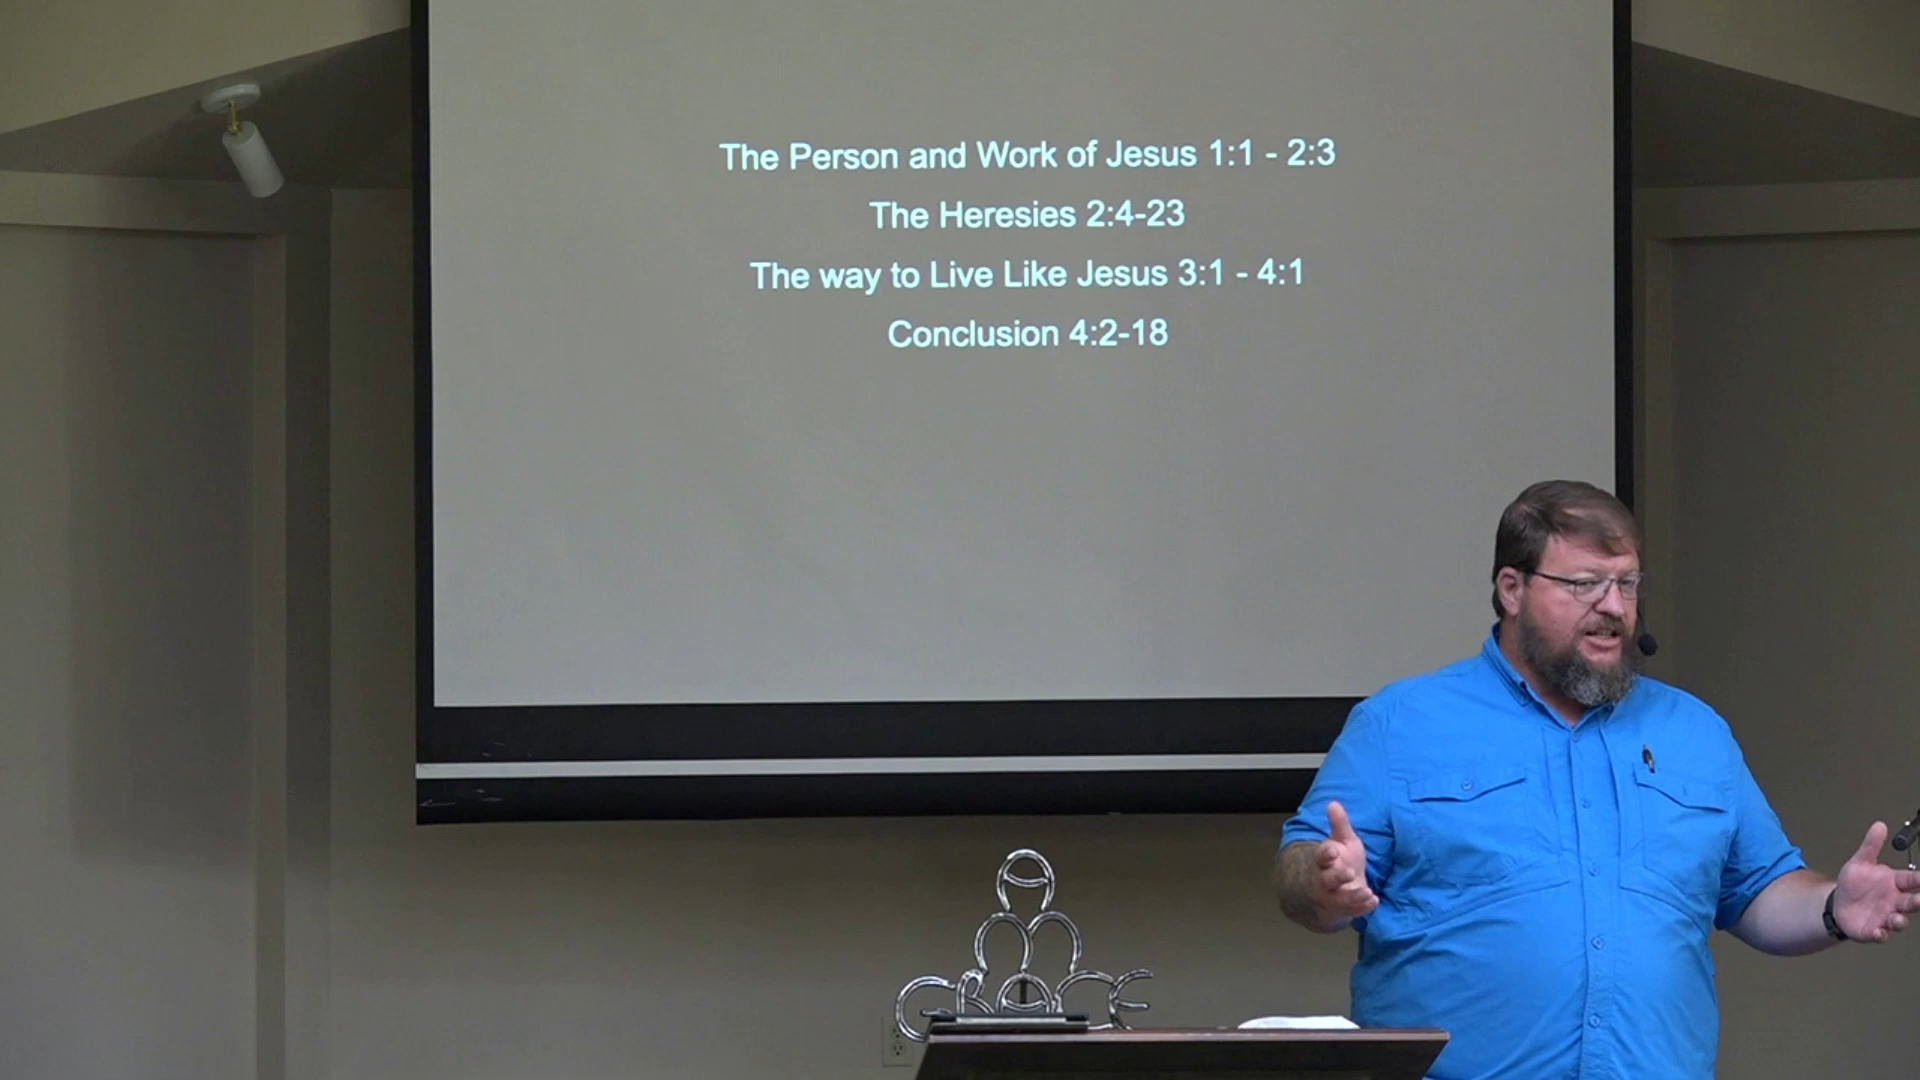 The Person and Work of Jesus 1:1 - 2:3
The Heresies 2:4-23
The way to Live Like Jesus 3:1 - 4:1
Conclusion 4:2-18
GRACE